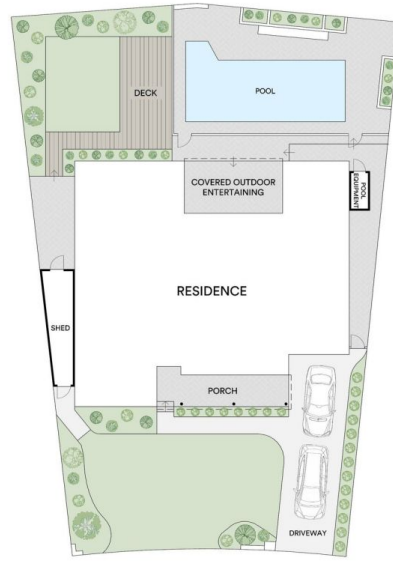 DECK
POOL
COVERED OUTDOOR
ENTERTAINING
POOL
EQUIPMENT
RESIDENCE
SHED
PORCH
DRIVEWAY